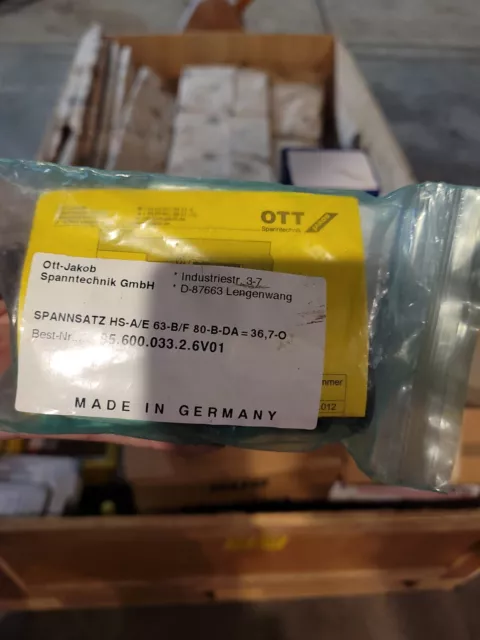 OTT
Spanntechnik
Ott-Jakob
Spanntechnik GmbH
Industriestr. 3-7
D-87663 Lengenwang
SPANNSATZ HS-A/E 63-B/F 80-B-DA = 36,7-O
Best-Nr. 95.600.033.2.6V01
MADE IN GERMANY